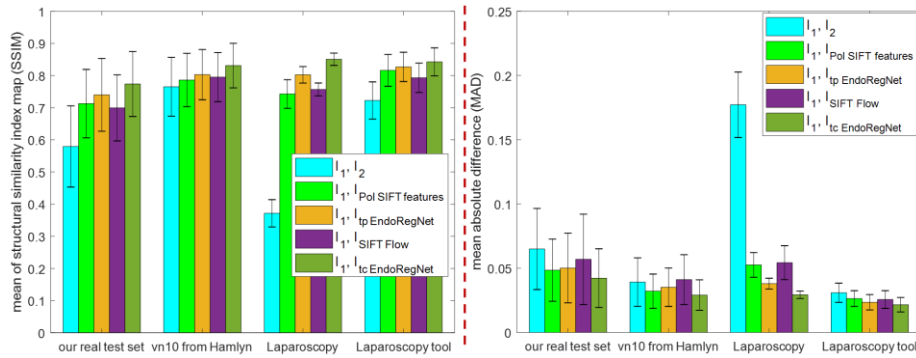 mean of structural similarity index map (SSIM)
1
0.9
0.8
0.7
0.6
0.5
0.4
0.3
0.2
0.1
0
I1, I2
I1, IPol SIFT features
I1, Itp EndoRegNet
I1, ISIFT Flow
I1, Itc EndoRegNet
our real test set vn10 from Hamlyn Laparoscopy Laparoscopy tool
mean absolute difference (MAD)
0.25
0.2
0.15
0.1
0.05
0
I1, I2
I1, IPol SIFT features
I1, Itp EndoRegNet
I1, ISIFT Flow
I1, Itc EndoRegNet
our real test set vn10 from Hamlyn Laparoscopy Laparoscopy tool